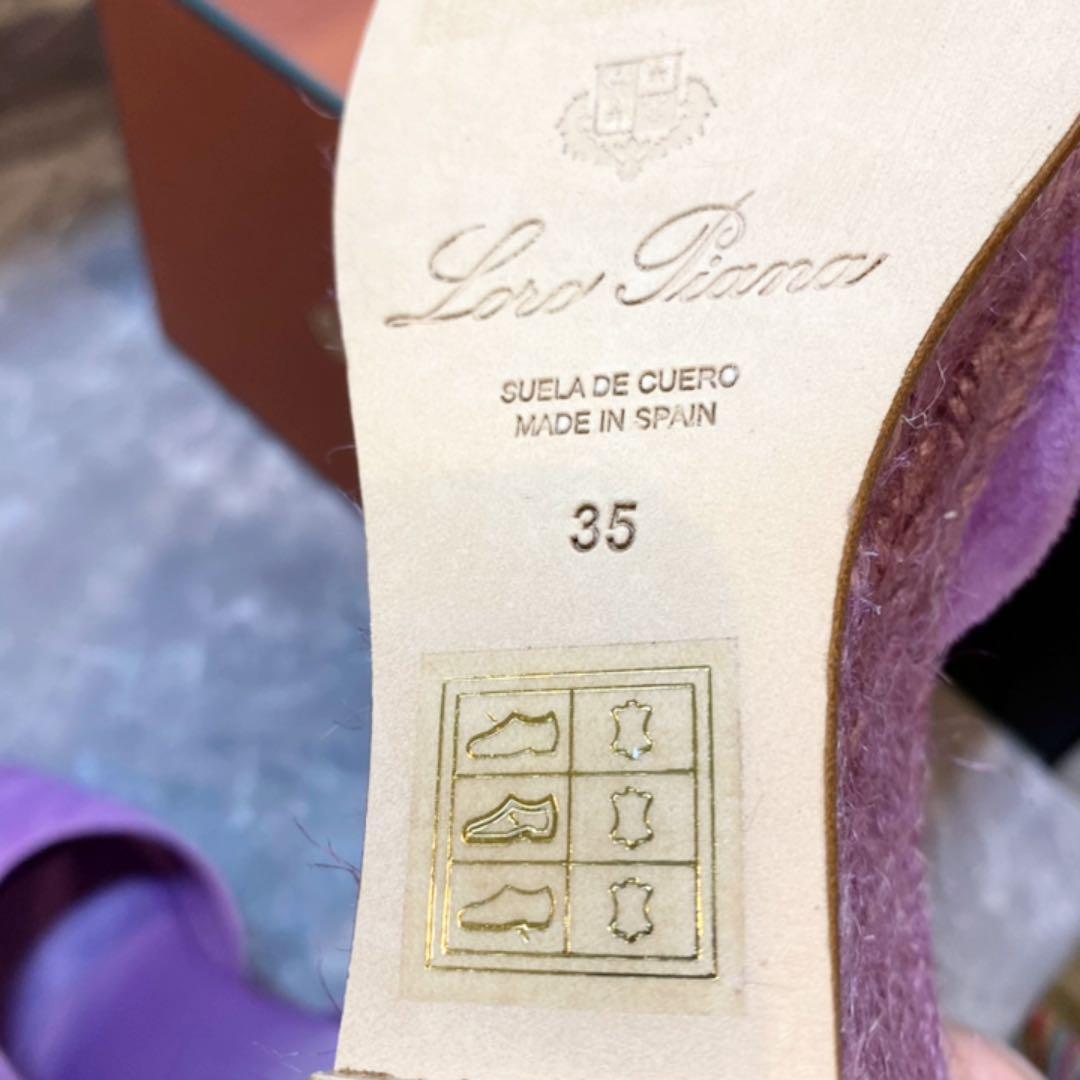 Loro Piana
SUELA DE CUERO
MADE IN SPAIN
35